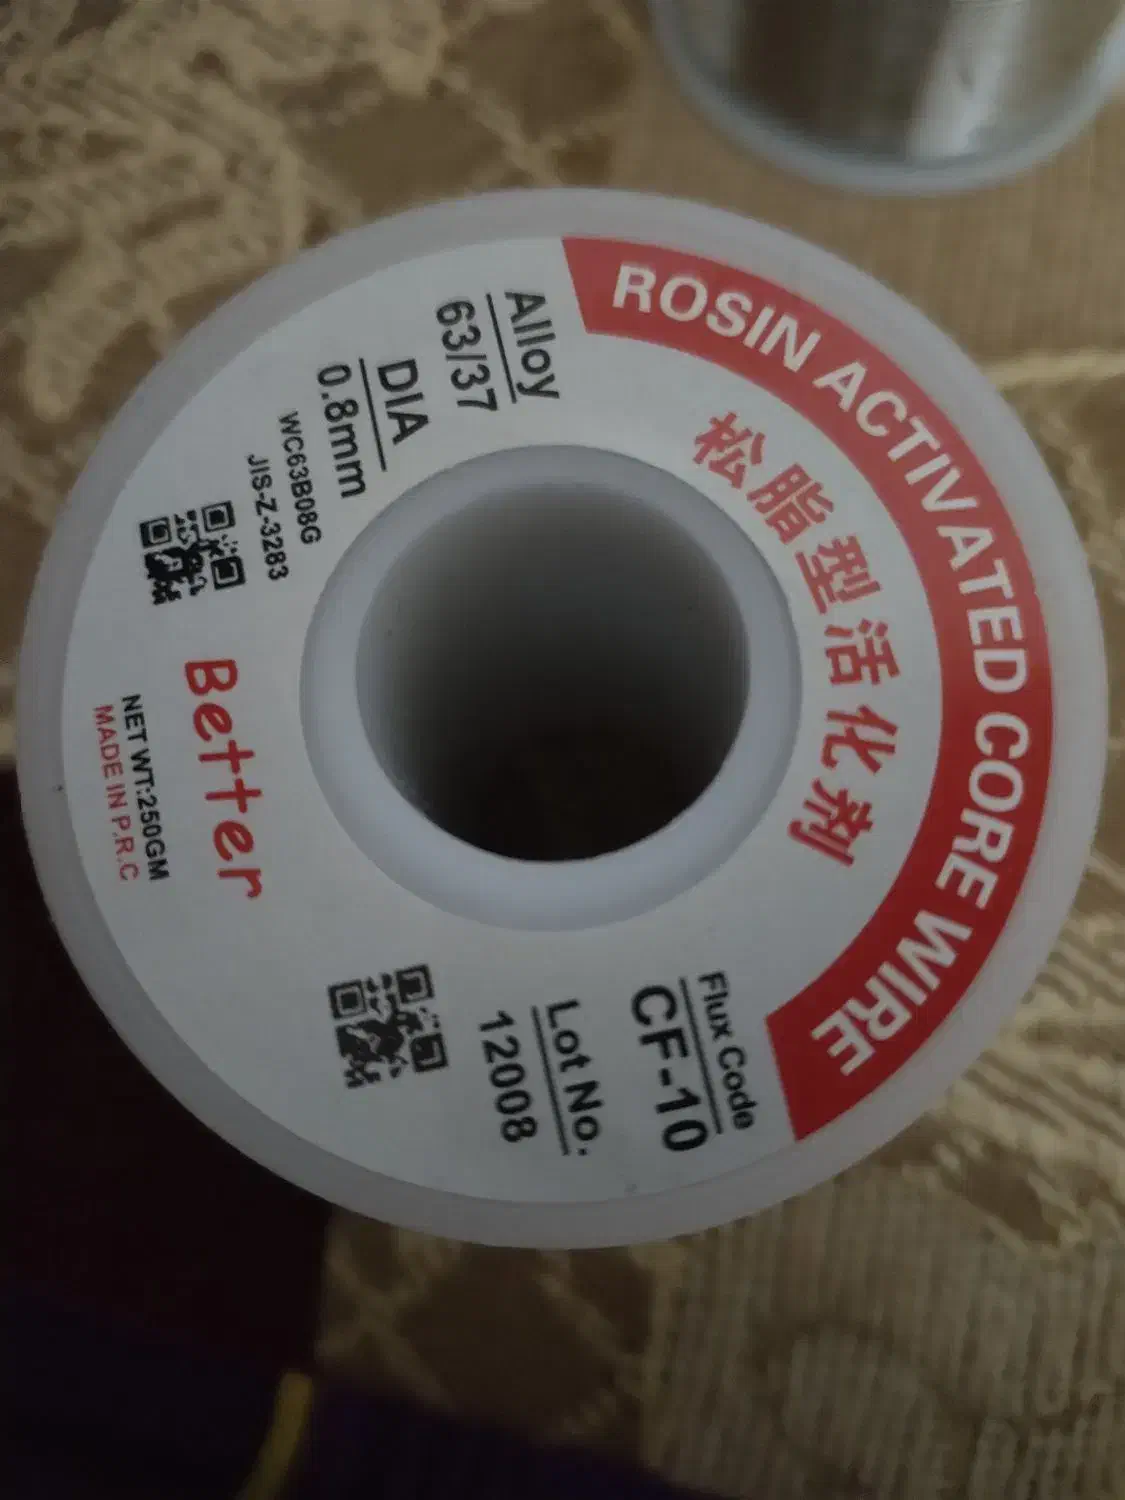 ROSIN ACTIVATED CORE WIRE
松脂型活化剂
Alloy
63/37
DIA
0.8mm
WC63B08G
JIS-Z-3283
Better
NET WT:250GM
MADE IN P.R.C
Flux Code
CF-10
Lot No.
12008